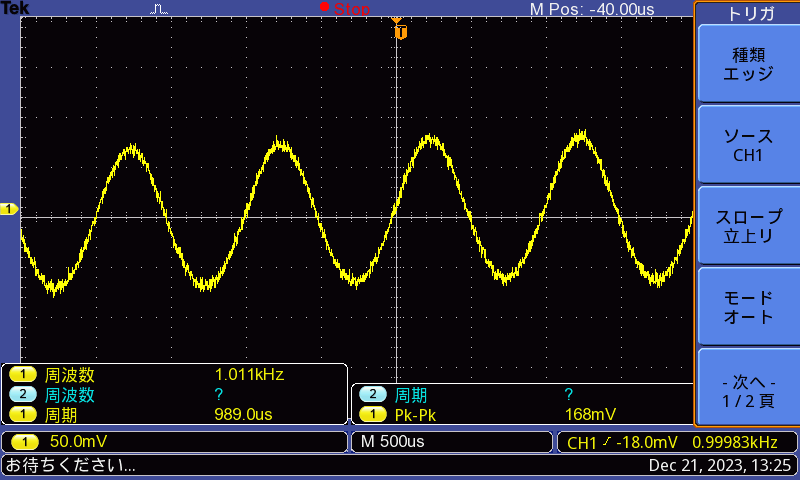 Tek
Stop
M Pos: -40.00us
トリガ
T
種類
エッジ
ソース
CH1
1
スロープ
立上リ
モード
オート
1 周波数 1.011kHz
2 周波数 ?
2 周期 ?
1 周期 989.0us
1 Pk-Pk 168mV
- 次へ -
1 / 2 頁
1 50.0mV
M 500us
CH1 -18.0mV 0.99983kHz
お待ちください...
Dec 21, 2023, 13:25